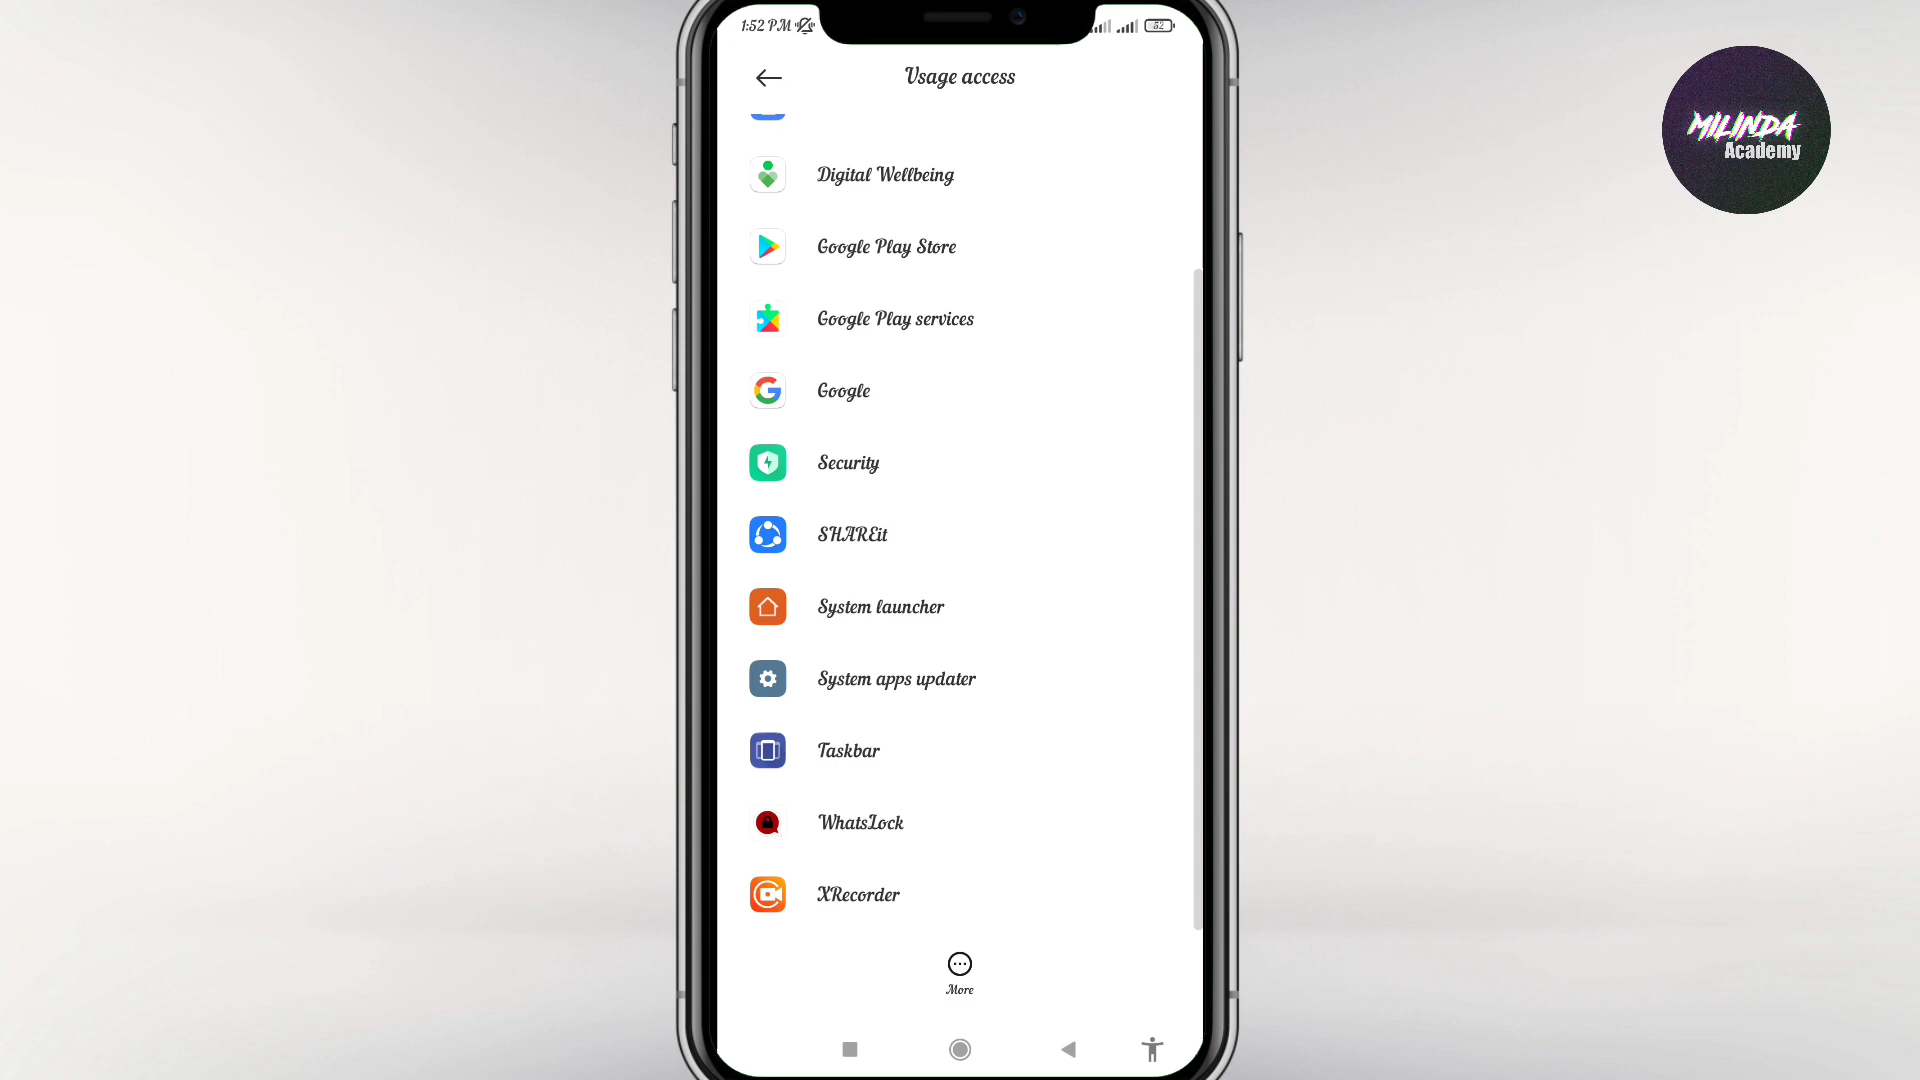 1:52 PM
52
Usage access
Digital Wellbeing
Google Play Store
Google Play services
Google
Security
SHAREit
System launcher
System apps updater
Taskbar
WhatsLock
XRecorder
More
MILINDA
Academy